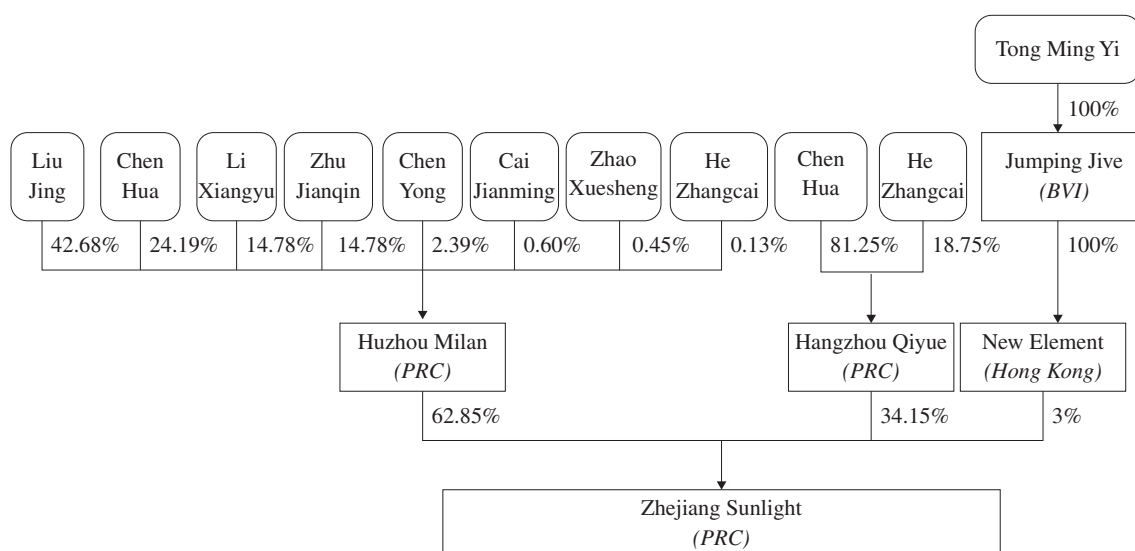 Tong Ming Yi
100%
Liu
Jing
Chen
Hua
Li
Xiangyu
Zhu
Jianqin
Chen
Yong
Cai
Jianming
Zhao
Xuesheng
He
Zhangcai
Chen
Hua
He
Zhangcai
Jumping Jive
(BVI)
42.68%
24.19%
14.78%
14.78%
2.39%
0.60%
0.45%
0.13%
81.25%
18.75%
100%
Huzhou Milan
(PRC)
Hangzhou Qiyue
(PRC)
New Element
(Hong Kong)
62.85%
34.15%
3%
Zhejiang Sunlight
(PRC)